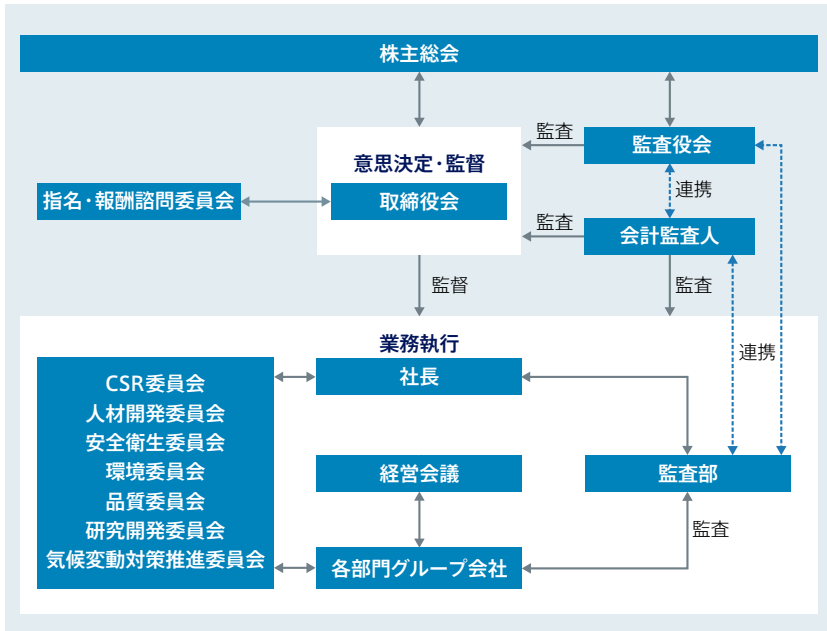 株主総会
監査
監査役会
意思決定・監督
連携
指名・報酬諮問委員会
取締役会
監査
会計監査人
監督
監査
業務執行
連携
CSR委員会
人材開発委員会
安全衛生委員会
環境委員会
品質委員会
研究開発委員会
気候変動対策推進委員会
社長
経営会議
監査部
監査
各部門グループ会社